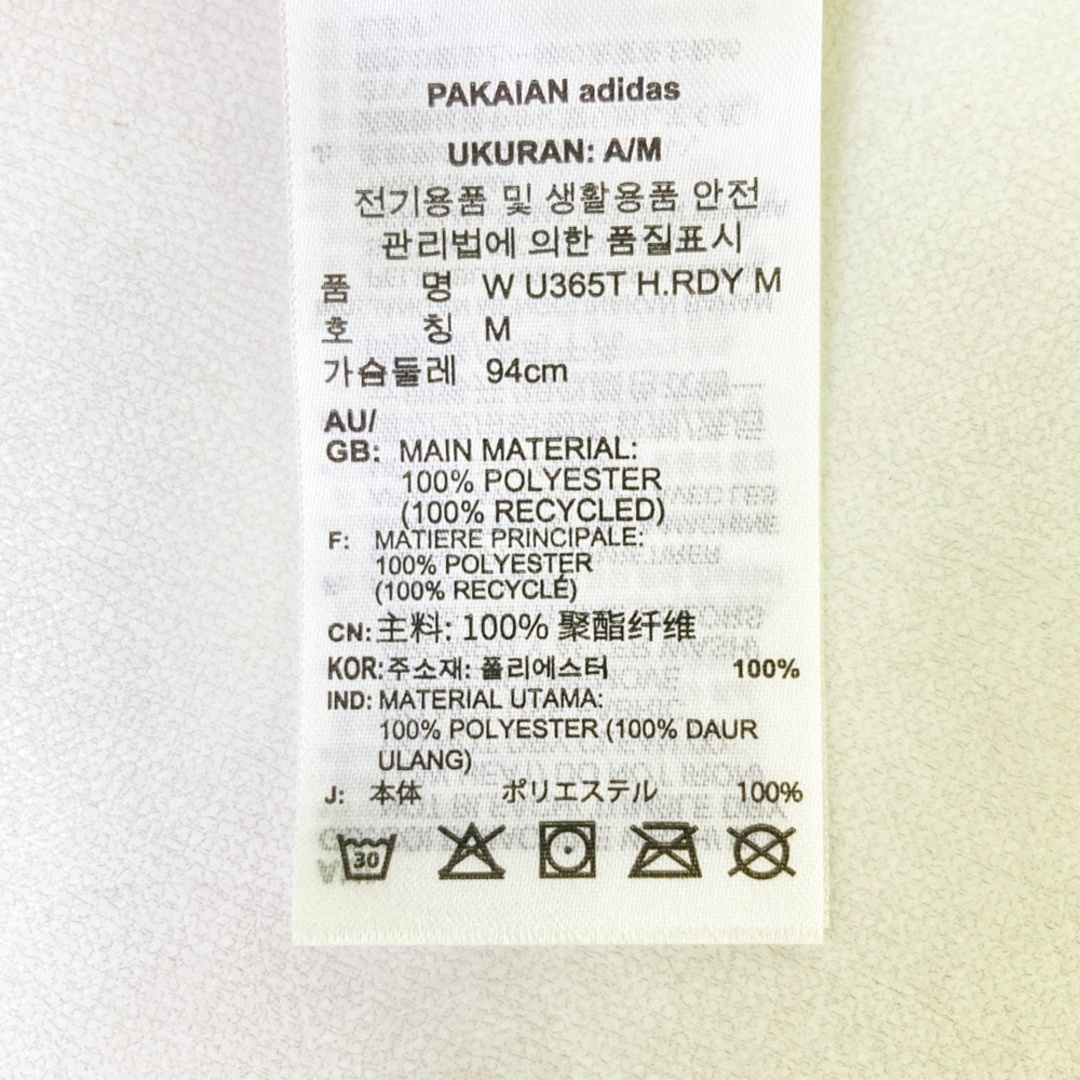 PAKAIAN adidas
UKURAN: A/M
전기용품 및 생활용품 안전
관리법에 의한 품질표시
품 명 W U365T H.RDY M
호 칭 M
가슴둘레 94cm
AU/
GB: MAIN MATERIAL:
100% POLYESTER
(100% RECYCLED)
F: MATIERE PRINCIPALE:
100% POLYESTER
(100% RECYCLÉ)
CN: 主料: 100% 聚酯纤维
KOR: 주소재: 폴리에스터 100%
IND: MATERIAL UTAMA:
100% POLYESTER (100% DAUR
ULANG)
J: 本体 ポリエステル 100%
30